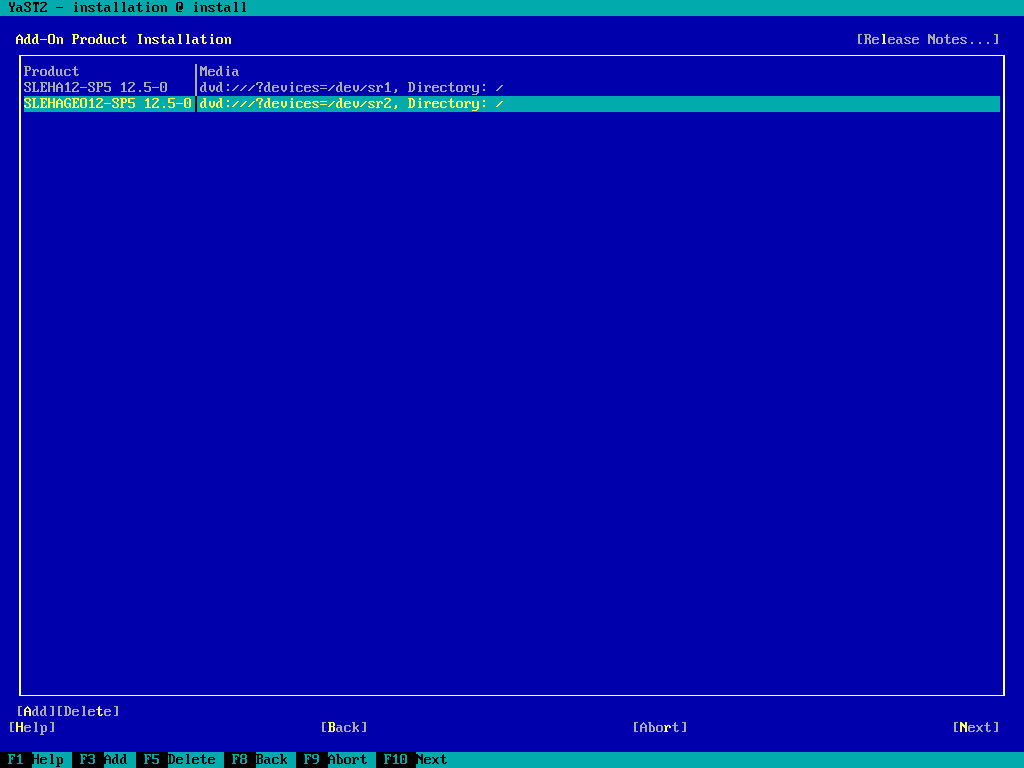 YaST2 - installation @ install
Add-On Product Installation [Release Notes...]
Product |Media
SLEHA12-SP5 12.5-0 |dvd:///?devices=/dev/sr1, Directory: /
SLEHAGEO12-SP5 12.5-0|dvd:///?devices=/dev/sr2, Directory: /
[Add][Delete]
[Help] [Back] [Abort] [Next]
F1 Help F3 Add F5 Delete F8 Back F9 Abort F10 Next